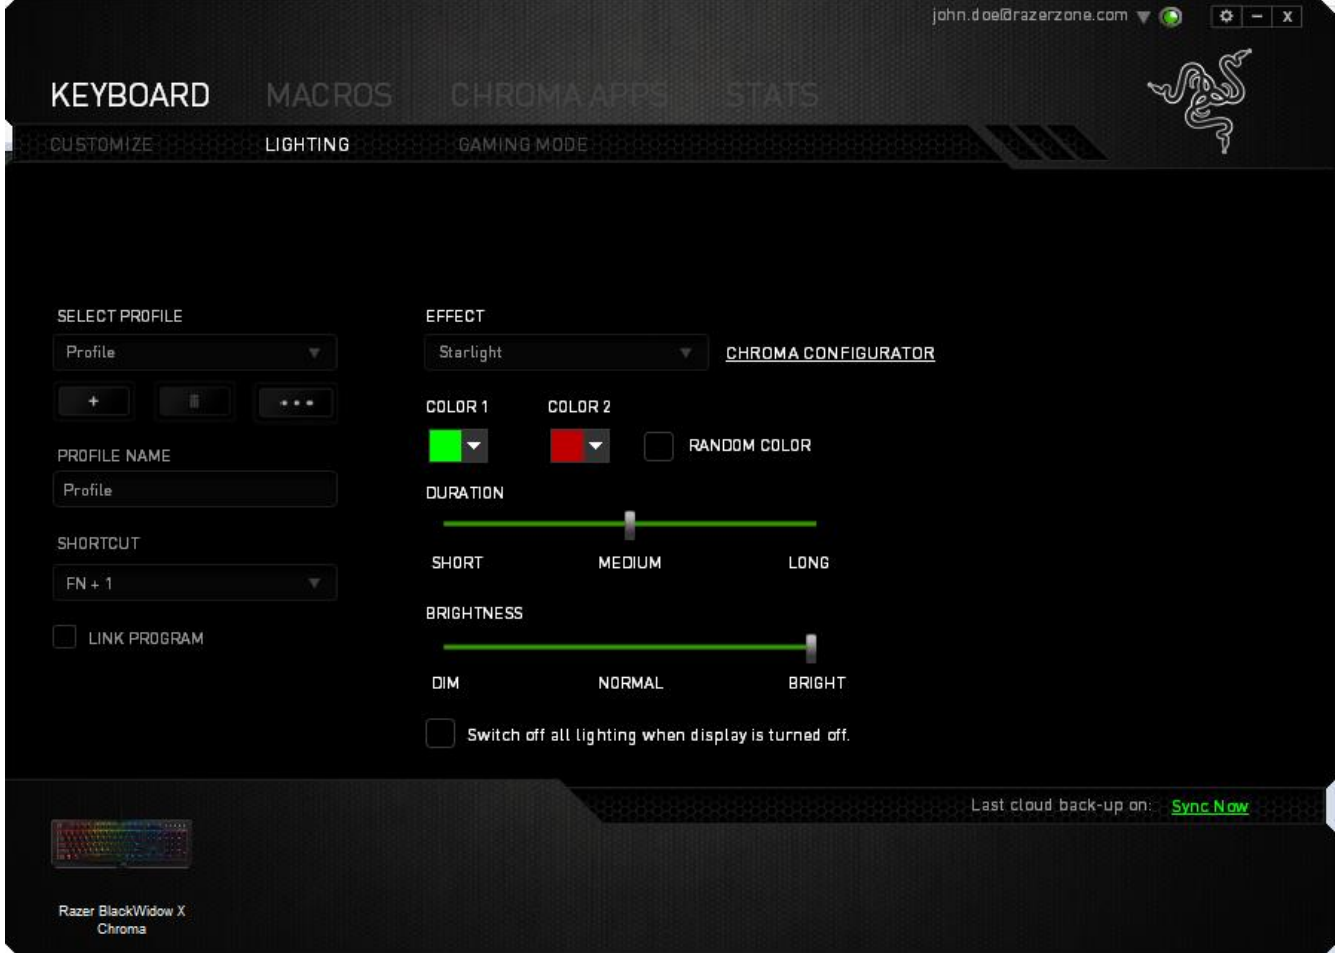 john.doe@razerzone.com
X
KEYBOARD MACROS CHROMA APPS STATS
CUSTOMIZE LIGHTING GAMING MODE
SELECT PROFILE
Profile
+
PROFILE NAME
Profile
SHORTCUT
FN + 1
LINK PROGRAM
EFFECT
Starlight
CHROMA CONFIGURATOR
COLOR 1 COLOR 2
RANDOM COLOR
DURATION
SHORT MEDIUM LONG
BRIGHTNESS
DIM NORMAL BRIGHT
Switch off all lighting when display is turned off.
Last cloud back-up on: Sync Now
Razer BlackWidow X
Chroma